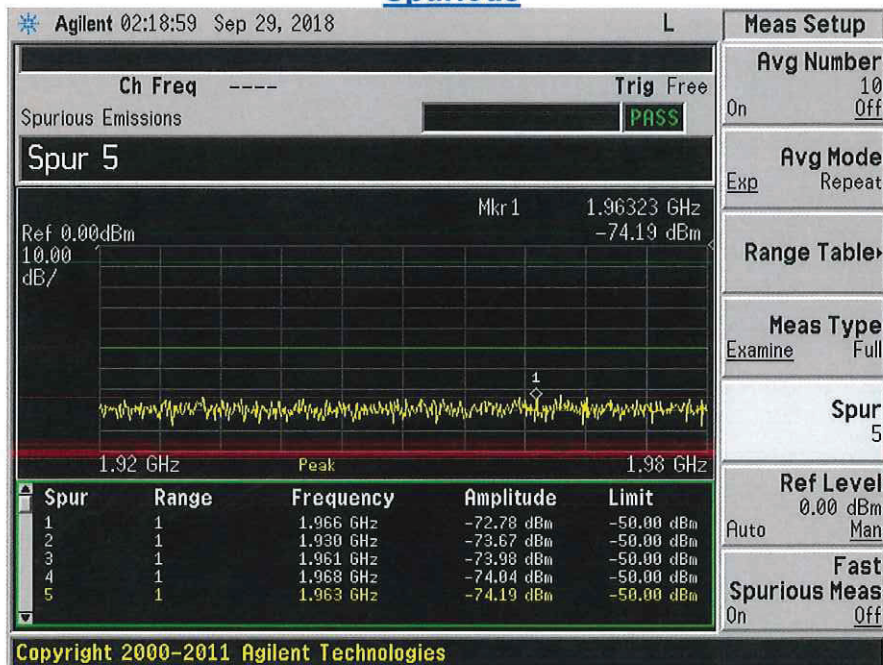 Spurious
Agilent 02:18:59 Sep 29, 2018 L
Meas Setup
Ch Freq ---- Trig Free
Spurious Emissions PASS
Spur 5
Mkr1 1.96323 GHz
Ref 0.00dBm -74.19 dBm
10.00
dB/
1
1.92 GHz Peak 1.98 GHz
Spur Range Frequency Amplitude Limit
1 1 1.966 GHz -72.78 dBm -50.00 dBm
2 1 1.930 GHz -73.67 dBm -50.00 dBm
3 1 1.961 GHz -73.98 dBm -50.00 dBm
4 1 1.968 GHz -74.04 dBm -50.00 dBm
5 1 1.963 GHz -74.19 dBm -50.00 dBm
Avg Number
10
On Off
Avg Mode
Exp Repeat
Range Table
Meas Type
Examine Full
Spur
5
Ref Level
0.00 dBm
Auto Man
Fast
Spurious Meas
On Off
Copyright 2000-2011 Agilent Technologies